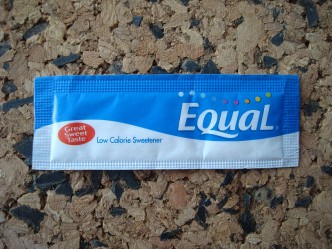 Equal
Great
Sweet
Taste
Low Calorie Sweetener